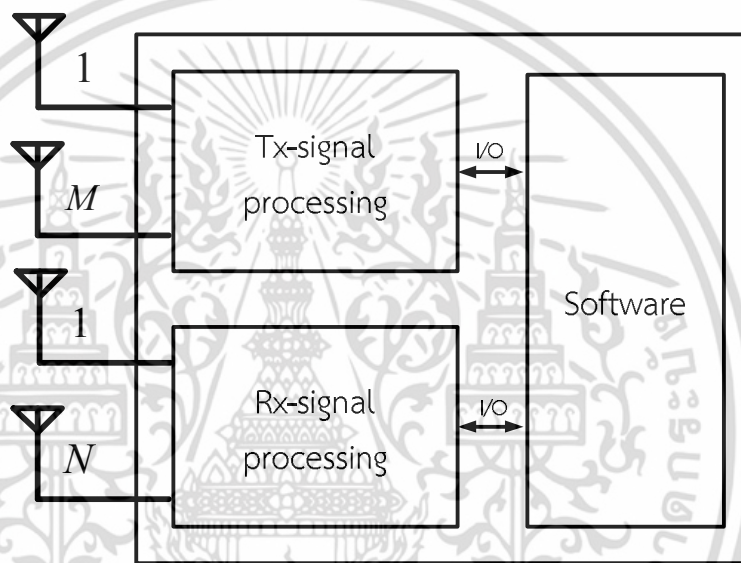 1
Tx-signal
processing
I/O
M
Software
1
Rx-signal
processing
I/O
N